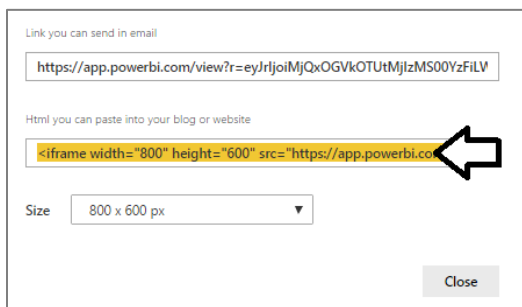 Link you can send in email
https://app.powerbi.com/view?r=eyJrIjoiMjQxOGVkOTUtMjIzMS00YzFiLW
Html you can paste into your blog or website
<iframe width="800" height="600" src="https://app.powerbi.co
Size 800 x 600 px
Close